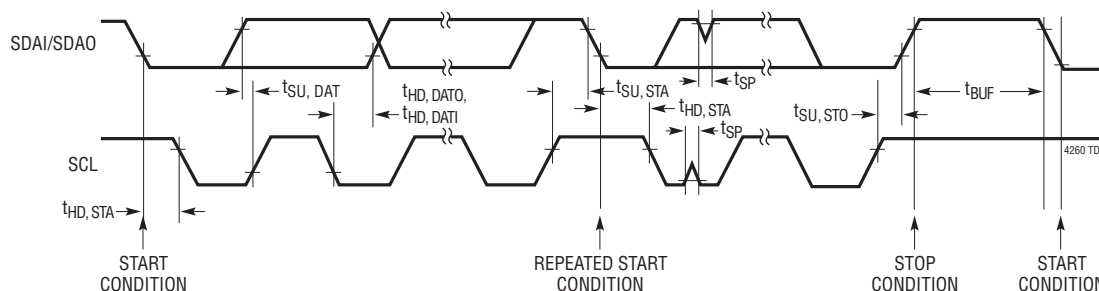 SDAI/SDAO
tSU, DAT
tHD, DATO,
tHD, DATI
tSU, STA
tHD, STA
tSP
tSP
tSU, STO
tBUF
SCL
4260 TD
tHD, STA
START
CONDITION
REPEATED START
CONDITION
STOP
CONDITION
START
CONDITION